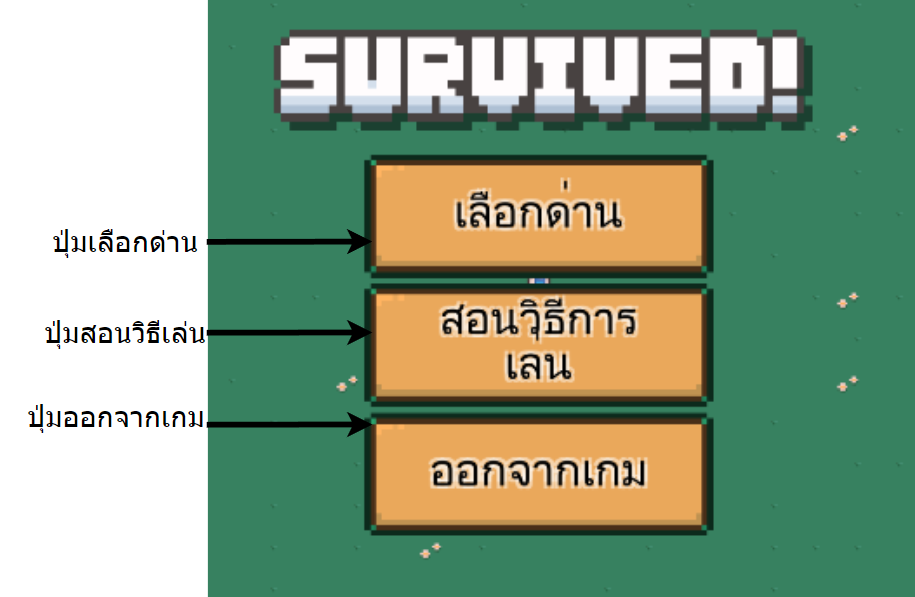 SURVIVED!
เลือกด่าน
ปุ่มเลือกด่าน
สอนวิธีการ
เลน
ปุ่มสอนวิธีเล่น
ปุ่มออกจากเกม
ออกจากเกม